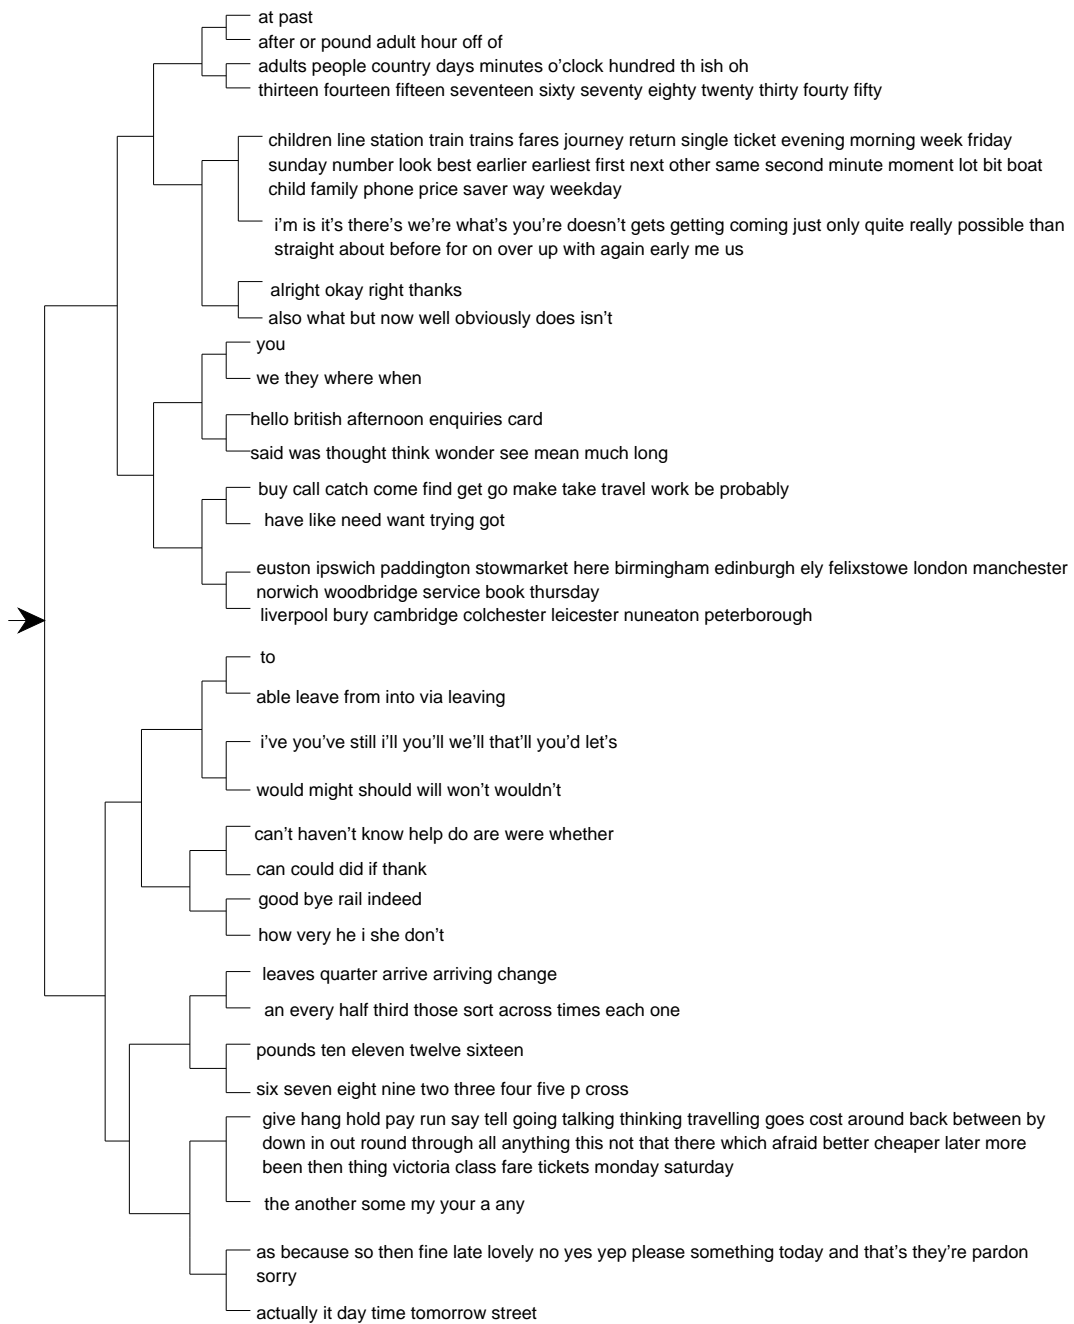 at past
after or pound adult hour off of
adults people country days minutes o'clock hundred th ish oh
thirteen fourteen fifteen seventeen sixty seventy eighty twenty thirty fourty fifty
children line station train trains fares journey return single ticket evening morning week friday
sunday number look best earlier earliest first next other same second minute moment lot bit boat
child family phone price saver way weekday
i'm is it's there's we're what's you're doesn't gets getting coming just only quite really possible than
straight about before for on over up with again early me us
alright okay right thanks
also what but now well obviously does isn't
you
we they where when
hello british afternoon enquiries card
said was thought think wonder see mean much long
buy call catch come find get go make take travel work be probably
have like need want trying got
euston ipswich paddington stowmarket here birmingham edinburgh ely felixstowe london manchester
norwich woodbridge service book thursday
liverpool bury cambridge colchester leicester nuneaton peterborough
to
able leave from into via leaving
i've you've still i'll you'll we'll that'll you'd let's
would might should will won't wouldn't
can't haven't know help do are were whether
can could did if thank
good bye rail indeed
how very he i she don't
leaves quarter arrive arriving change
an every half third those sort across times each one
pounds ten eleven twelve sixteen
six seven eight nine two three four five p cross
give hang hold pay run say tell going talking thinking travelling goes cost around back between by
down in out round through all anything this not that there which afraid better cheaper later more
been then thing victoria class fare tickets monday saturday
the another some my your a any
as because so then fine late lovely no yes yep please something today and that's they're pardon
sorry
actually it day time tomorrow street